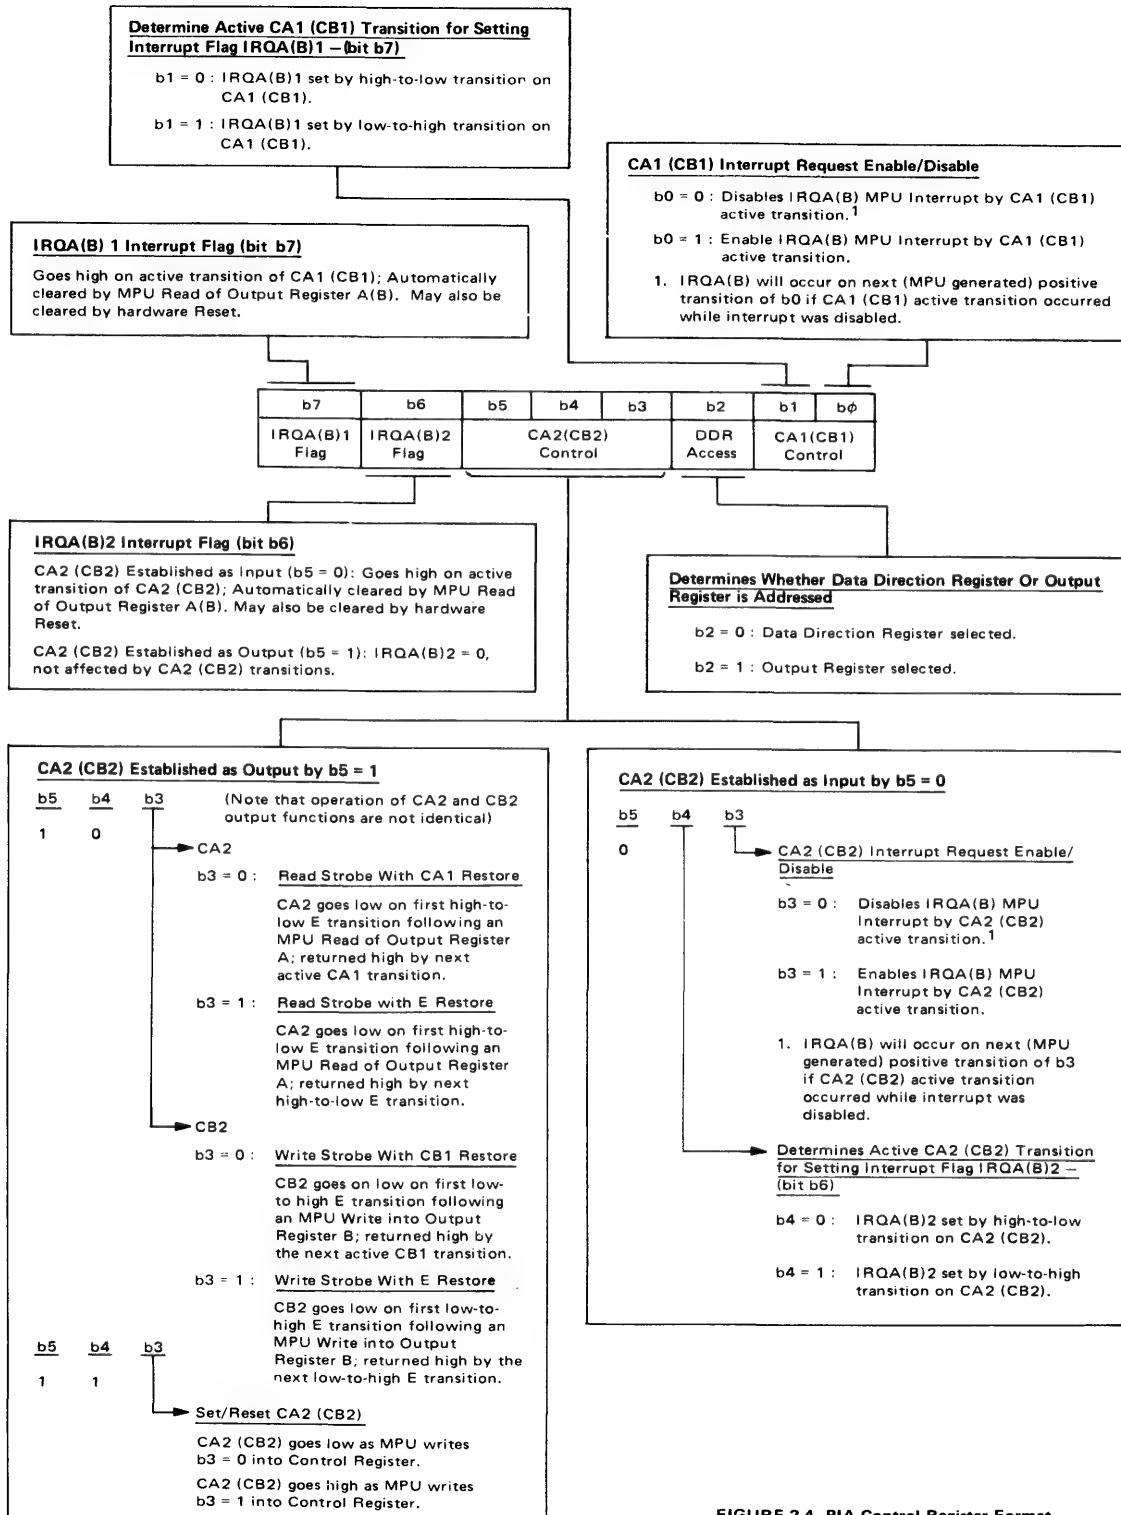 Determine Active CA1 (CB1) Transition for Setting
Interrupt Flag IRQA(B)1 – (bit b7)
b1 = 0 : IRQA(B)1 set by high-to-low transition on
CA1 (CB1).
b1 = 1 : IRQA(B)1 set by low-to-high transition on
CA1 (CB1).
CA1 (CB1) Interrupt Request Enable/Disable
b0 = 0 : Disables IRQA(B) MPU Interrupt by CA1 (CB1)
active transition.1
b0 = 1 : Enable IRQA(B) MPU Interrupt by CA1 (CB1)
active transition.
1. IRQA(B) will occur on next (MPU generated) positive
transition of b0 if CA1 (CB1) active transition occurred
while interrupt was disabled.
IRQA(B) 1 Interrupt Flag (bit b7)
Goes high on active transition of CA1 (CB1); Automatically
cleared by MPU Read of Output Register A(B). May also be
cleared by hardware Reset.
b7 b6 b5 b4 b3 b2 b1 bφ
IRQA(B)1 IRQA(B)2 CA2(CB2) DDR CA1(CB1)
Flag Flag Control Access Control
IRQA(B)2 Interrupt Flag (bit b6)
CA2 (CB2) Established as Input (b5 = 0): Goes high on active
transition of CA2 (CB2); Automatically cleared by MPU Read
of Output Register A(B). May also be cleared by hardware
Reset.
CA2 (CB2) Established as Output (b5 = 1): IRQA(B)2 = 0,
not affected by CA2 (CB2) transitions.
Determines Whether Data Direction Register Or Output
Register is Addressed
b2 = 0 : Data Direction Register selected.
b2 = 1 : Output Register selected.
CA2 (CB2) Established as Output by b5 = 1
b5 b4 b3 (Note that operation of CA2 and CB2
output functions are not identical)
1 0
CA2
b3 = 0 : Read Strobe With CA1 Restore
CA2 goes low on first high-to-
low E transition following an
MPU Read of Output Register
A; returned high by next
active CA1 transition.
b3 = 1 : Read Strobe with E Restore
CA2 goes low on first high-to-
low E transition following an
MPU Read of Output Register
A; returned high by next
high-to-low E transition.
CB2
b3 = 0 : Write Strobe With CB1 Restore
CB2 goes on low on first low-
to high E transition following
an MPU Write into Output
Register B; returned high by
the next active CB1 transition.
b3 = 1 : Write Strobe With E Restore
CB2 goes low on first low-to-
high E transition following an
MPU Write into Output
Register B; returned high by the
next low-to-high E transition.
b5 b4 b3
1 1
Set/Reset CA2 (CB2)
CA2 (CB2) goes low as MPU writes
b3 = 0 into Control Register.
CA2 (CB2) goes high as MPU writes
b3 = 1 into Control Register.
CA2 (CB2) Established as Input by b5 = 0
b5 b4 b3
0
CA2 (CB2) Interrupt Request Enable/
Disable
b3 = 0 : Disables IRQA(B) MPU
Interrupt by CA2 (CB2)
active transition.1
b3 = 1 : Enables IRQA(B) MPU
Interrupt by CA2 (CB2)
active transition.
1. IRQA(B) will occur on next (MPU
generated) positive transition of b3
if CA2 (CB2) active transition
occurred while interrupt was
disabled.
Determines Active CA2 (CB2) Transition
for Setting Interrupt Flag IRQA(B)2 –
(bit b6)
b4 = 0 : IRQA(B)2 set by high-to-low
transition on CA2 (CB2).
b4 = 1 : IRQA(B)2 set by low-to-high
transition on CA2 (CB2).
FIGURE 2-4. PIA Control Register Format